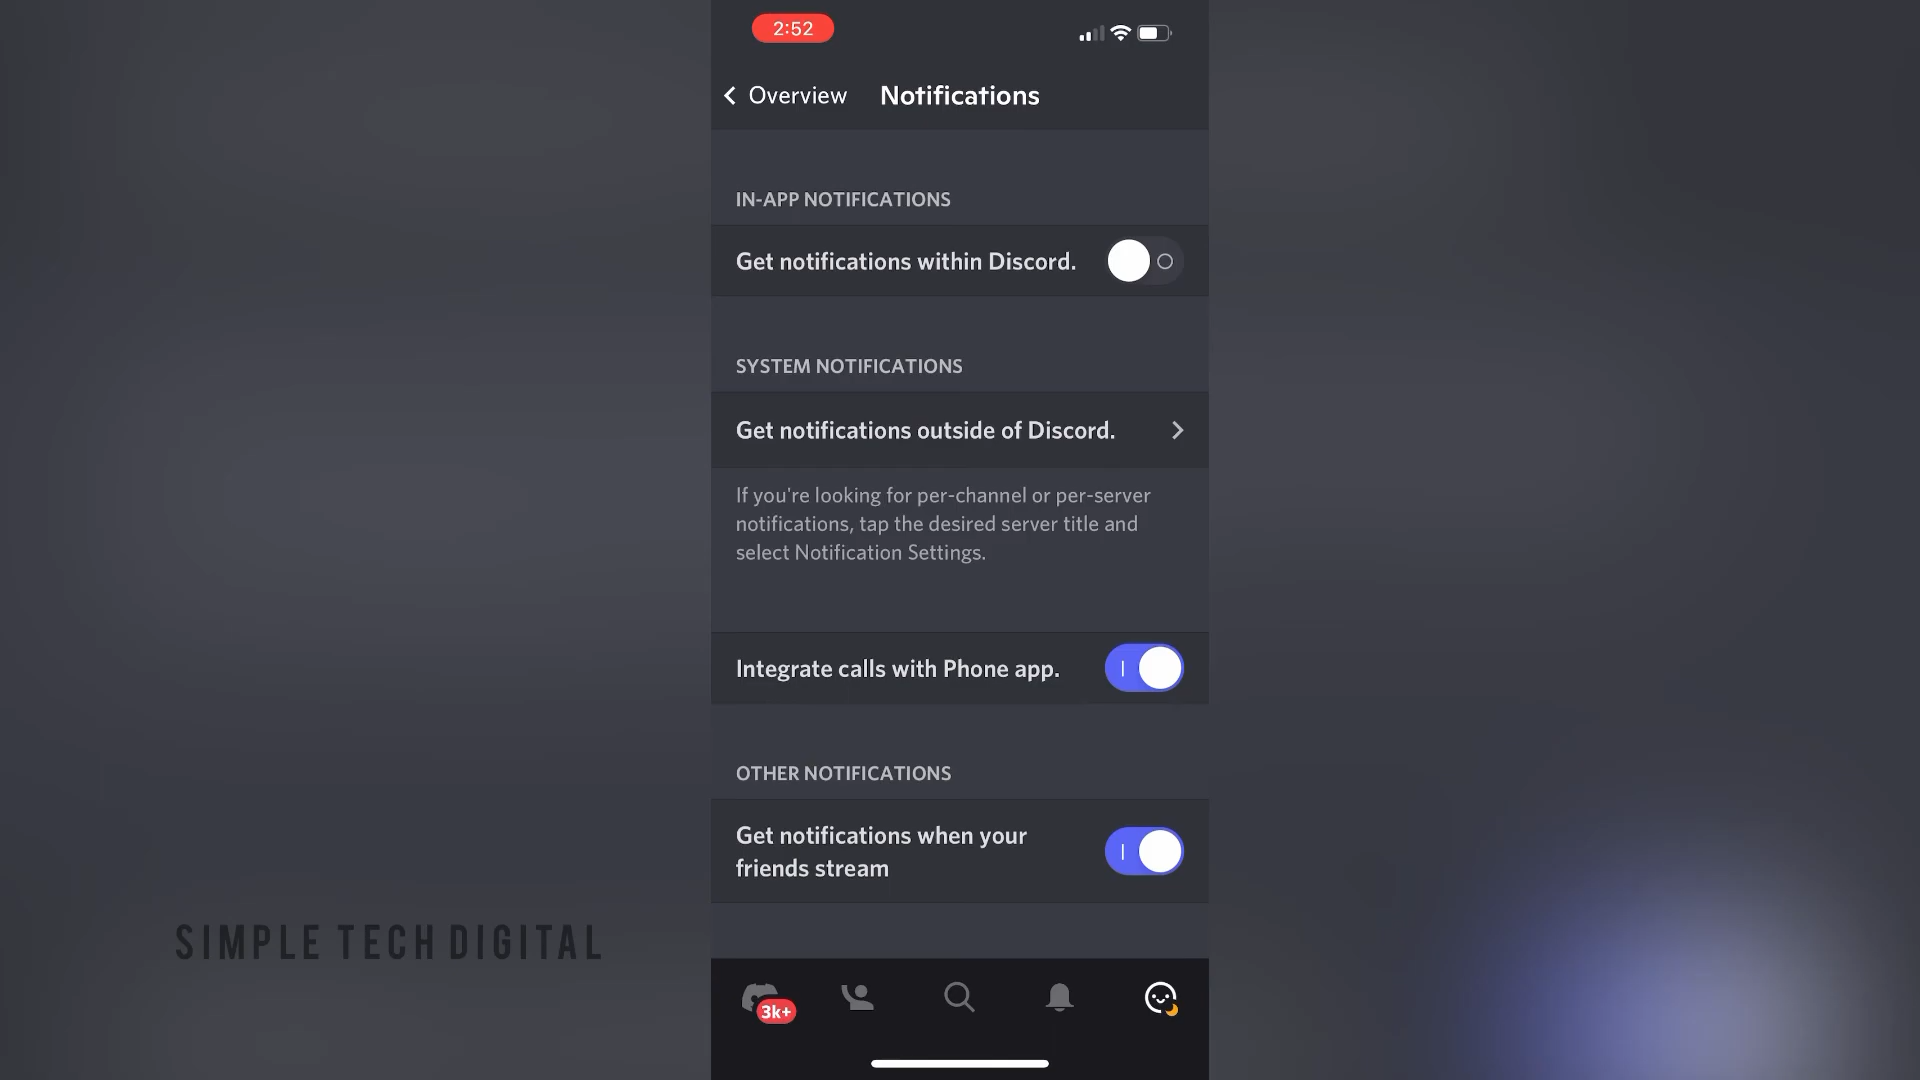 2:52
Overview
Notifications
IN-APP NOTIFICATIONS
Get notifications within Discord.
SYSTEM NOTIFICATIONS
Get notifications outside of Discord.
If you're looking for per-channel or per-server
notifications, tap the desired server title and
select Notification Settings.
Integrate calls with Phone app.
OTHER NOTIFICATIONS
Get notifications when your
friends stream
SIMPLE TECH DIGITAL
3k+